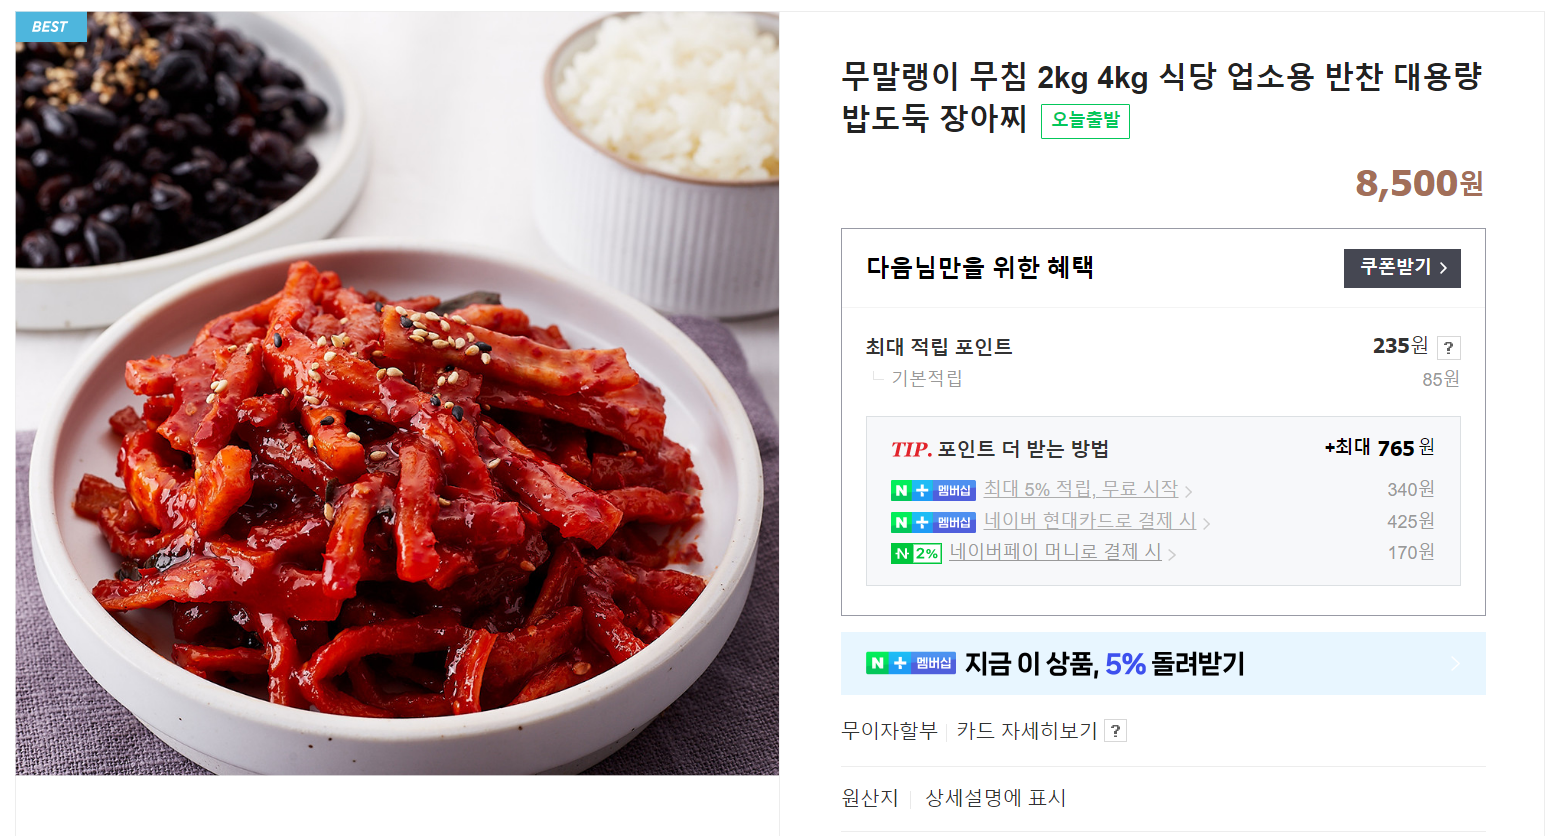 BEST
무말랭이 무침 2kg 4kg 식당 업소용 반찬 대용량
밥도둑 장아찌 오늘출발
8,500원
다음님만을 위한 혜택 쿠폰받기
최대 적립 포인트 235원 ?
기본적립 85원
TIP. 포인트 더 받는 방법 +최대 765 원
N+ 멤버십 최대 5% 적립, 무료 시작 340원
N+ 멤버십 네이버 현대카드로 결제 시 425원
N 2% 네이버페이 머니로 결제 시 170원
N+ 멤버십 지금 이 상품, 5% 돌려받기
무이자할부 카드 자세히보기 ?
원산지 상세설명에 표시